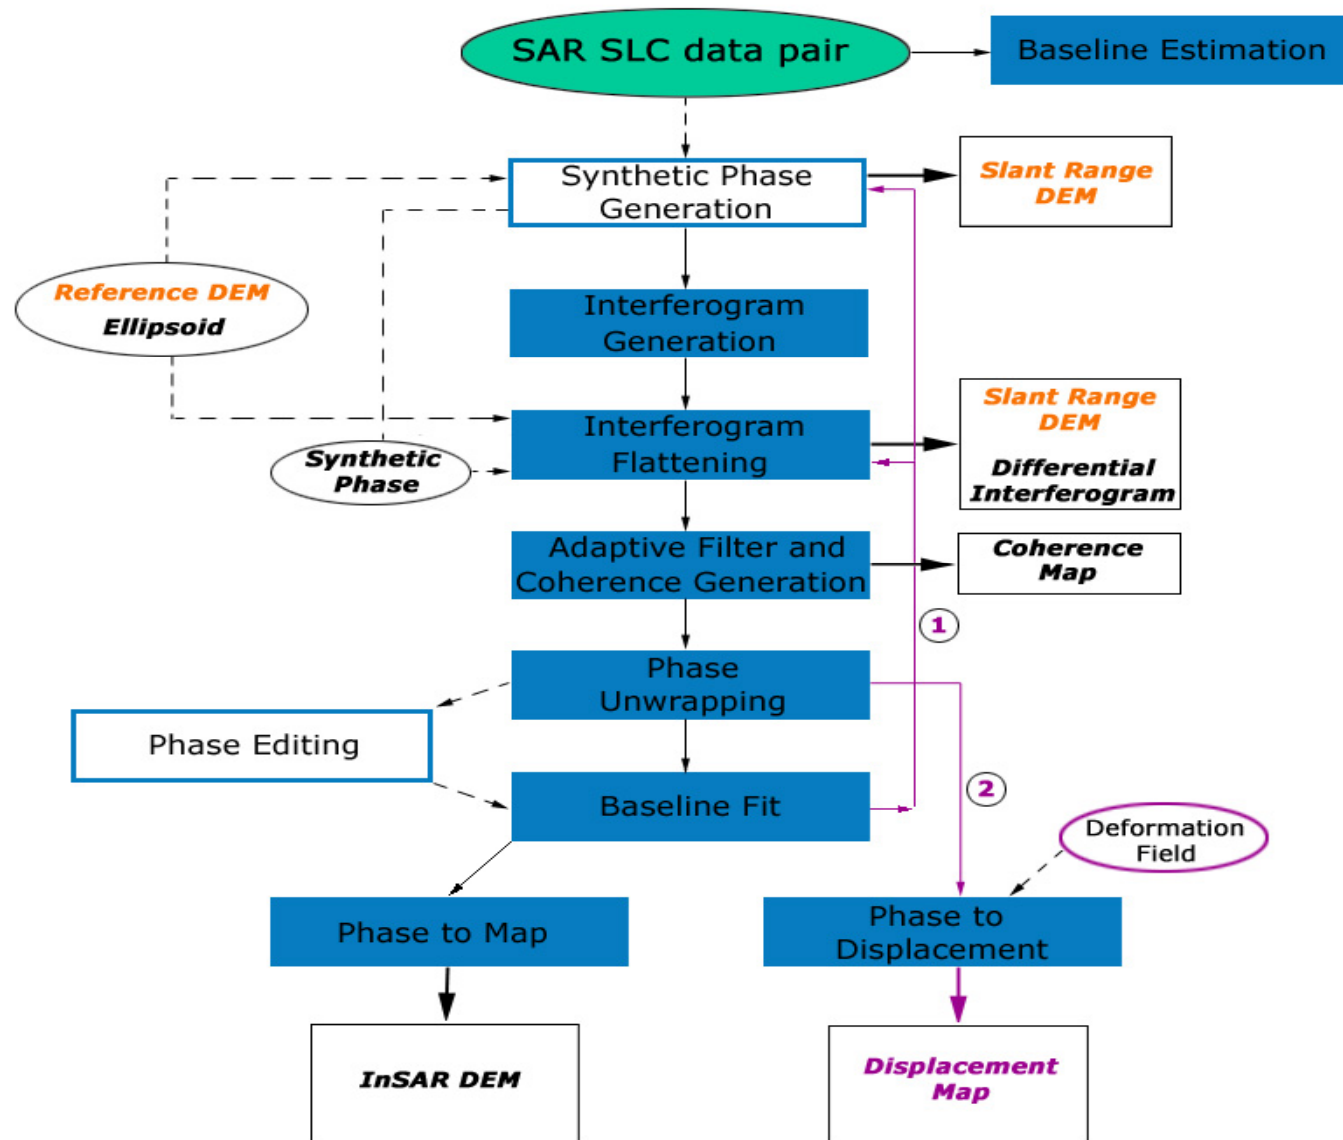 SAR SLC data pair
Baseline Estimation
Synthetic Phase
Generation
Slant Range
DEM
Reference DEM
Ellipsoid
Interferogram
Generation
Interferogram
Flattening
Slant Range
DEM
Differential
Interferogram
Synthetic
Phase
Adaptive Filter and
Coherence Generation
Coherence
Map
1
Phase
Unwrapping
Phase Editing
Baseline Fit
2
Deformation
Field
Phase to Map
Phase to
Displacement
InSAR DEM
Displacement
Map